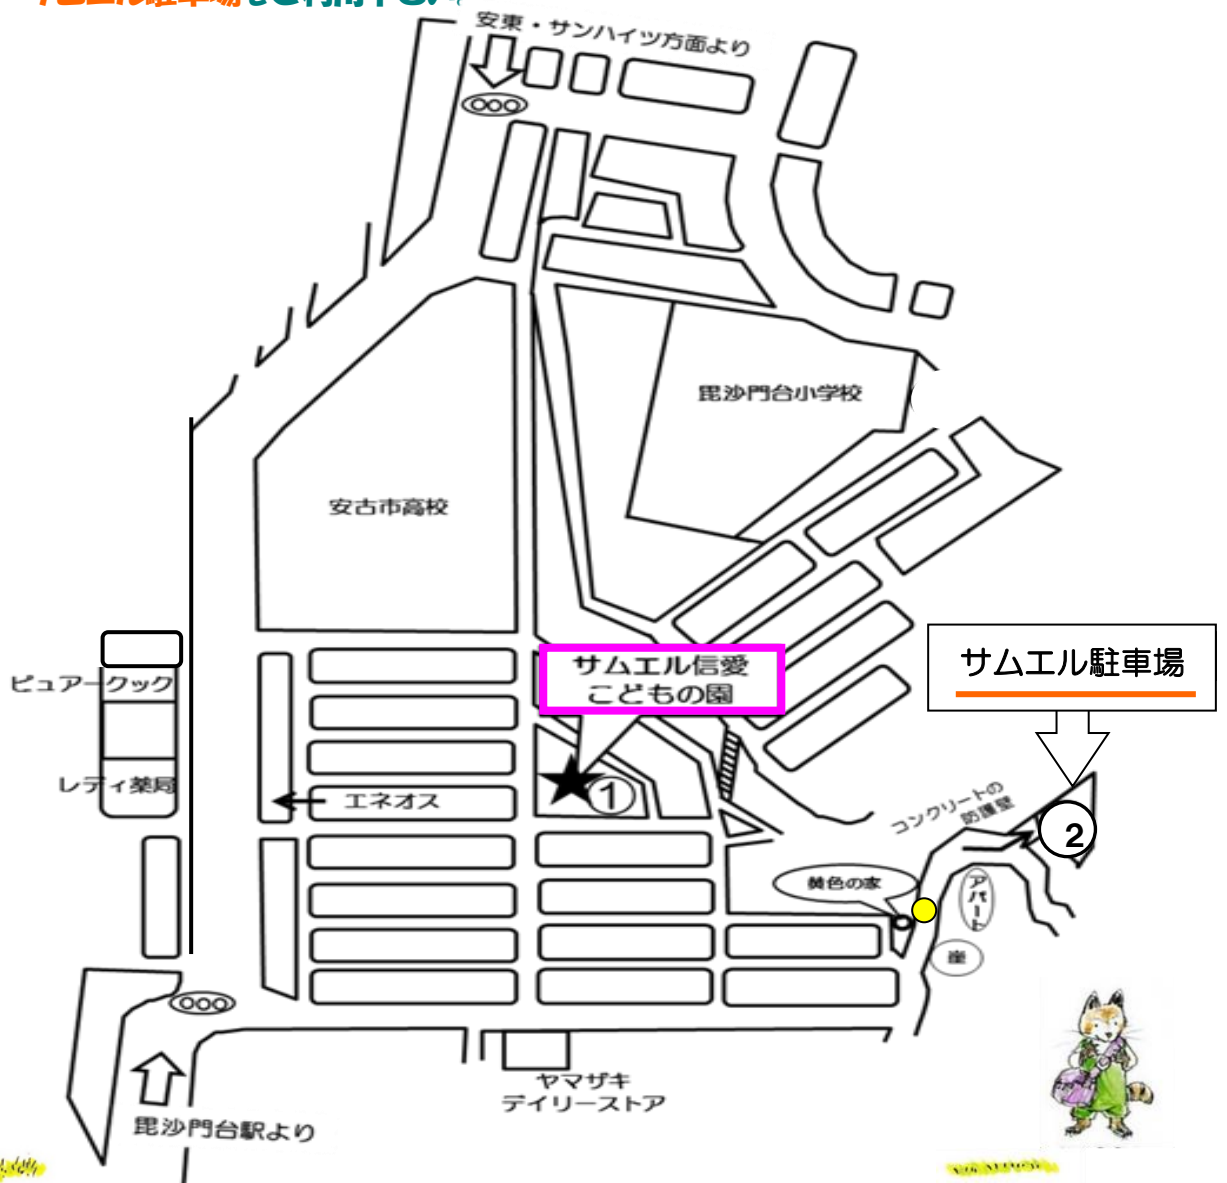 駐車場
安東・サンハイツ方面より
毘沙門台小学校
安古市高校
サムエル信愛
こどもの園
サムエル駐車場
ピュアークック
レディ薬局
エネオス
①
コンクリートの
防護壁
2
黄色の家
アパート
崖
ヤマザキ
デイリーストア
毘沙門台駅より